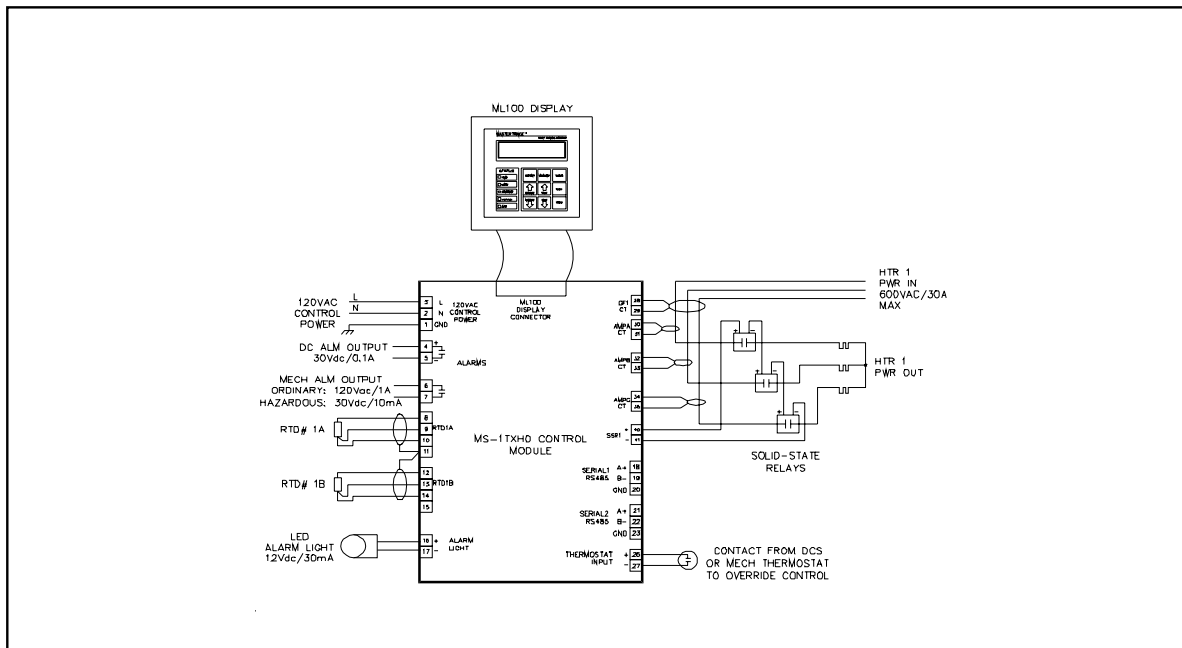 ML100 DISPLAY
HTR 1
PWR IN
600VAC/30A
MAX
120VAC
CONTROL
POWER
L
N
3
2
1
L
N
GND
120VAC
CONTROL
POWER
ML100
DISPLAY
CONNECTOR
GF1
CT
38
39
AMPA
CT
30
31
DC ALM OUTPUT
30Vdc/0.1A
4
5
+
-
ALARMS
AMPB
CT
32
33
HTR 1
PWR OUT
MECH ALM OUTPUT
ORDINARY: 120Vac/1A
HAZARDOUS: 30Vdc/10mA
6
7
AMPC
CT
34
35
RTD# 1A
8
9
10
11
RTD1A
MS-1TXH0 CONTROL
MODULE
SSR1
+
-
40
41
SOLID-STATE
RELAYS
RTD# 1B
12
13
14
15
RTD1B
SERIAL1
RS485
A+
B-
GND
18
19
20
SERIAL2
RS485
A+
B-
GND
21
22
23
LED
ALARM LIGHT
12Vdc/30mA
16
17
+
-
ALARM
LIGHT
THERMOSTAT
INPUT
+
-
26
27
CONTACT FROM DCS
OR MECH THERMOSTAT
TO OVERRIDE CONTROL